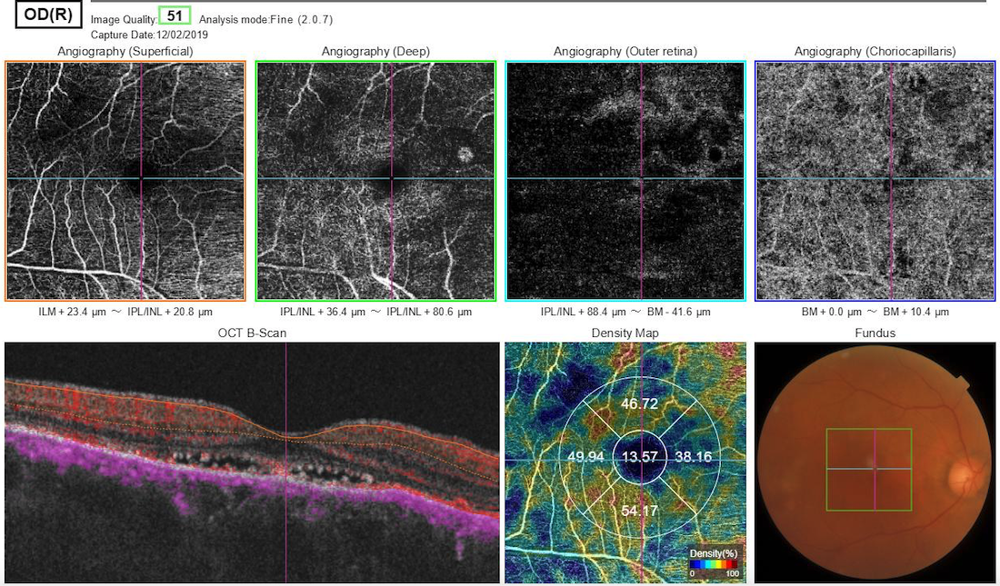 OD(R)
Image Quality: 51 Analysis mode:Fine (2.0.7)
Capture Date:12/02/2019
Angiography (Superficial) Angiography (Deep) Angiography (Outer retina) Angiography (Choriocapillaris)
ILM + 23.4 µm ～ IPL/INL + 20.8 µm IPL/INL + 36.4 µm ～ IPL/INL + 80.6 µm IPL/INL + 88.4 µm ～ BM - 41.6 µm BM + 0.0 µm ～ BM + 10.4 µm
OCT B-Scan Density Map Fundus
46.72
49.94 13.57 38.16
54.17
Density(%)
0 100